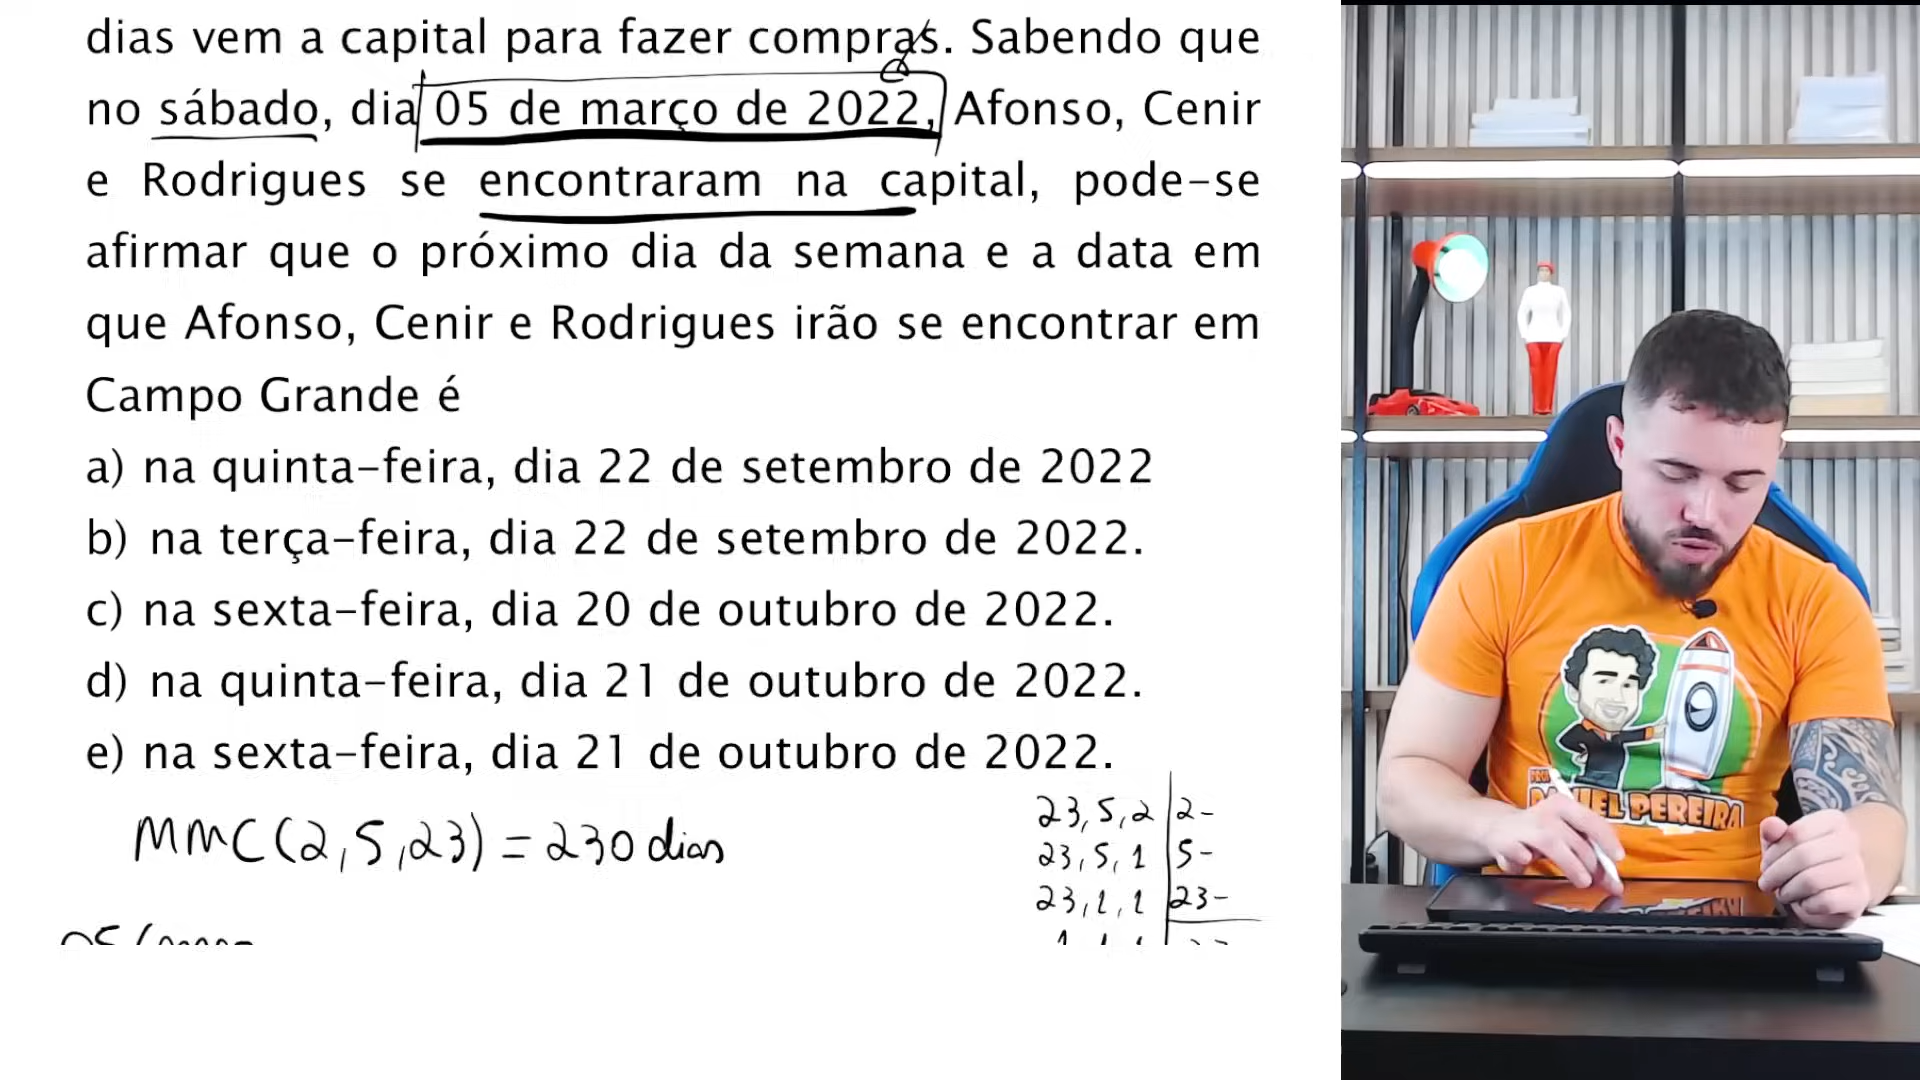 dias vem a capital para fazer compras. Sabendo que
no sábado, dia 05 de março de 2022, Afonso, Cenir
e Rodrigues se encontraram na capital, pode-se
afirmar que o próximo dia da semana e a data em
que Afonso, Cenir e Rodrigues irão se encontrar em
Campo Grande é
a) na quinta-feira, dia 22 de setembro de 2022
b) na terça-feira, dia 22 de setembro de 2022.
c) na sexta-feira, dia 20 de outubro de 2022.
d) na quinta-feira, dia 21 de outubro de 2022.
e) na sexta-feira, dia 21 de outubro de 2022.
MMC(2,5,23) = 230 dias
23, 5, 2 | 2-
23, 5, 1 | 5-
23, 1, 1 | 23-
PEREIRA